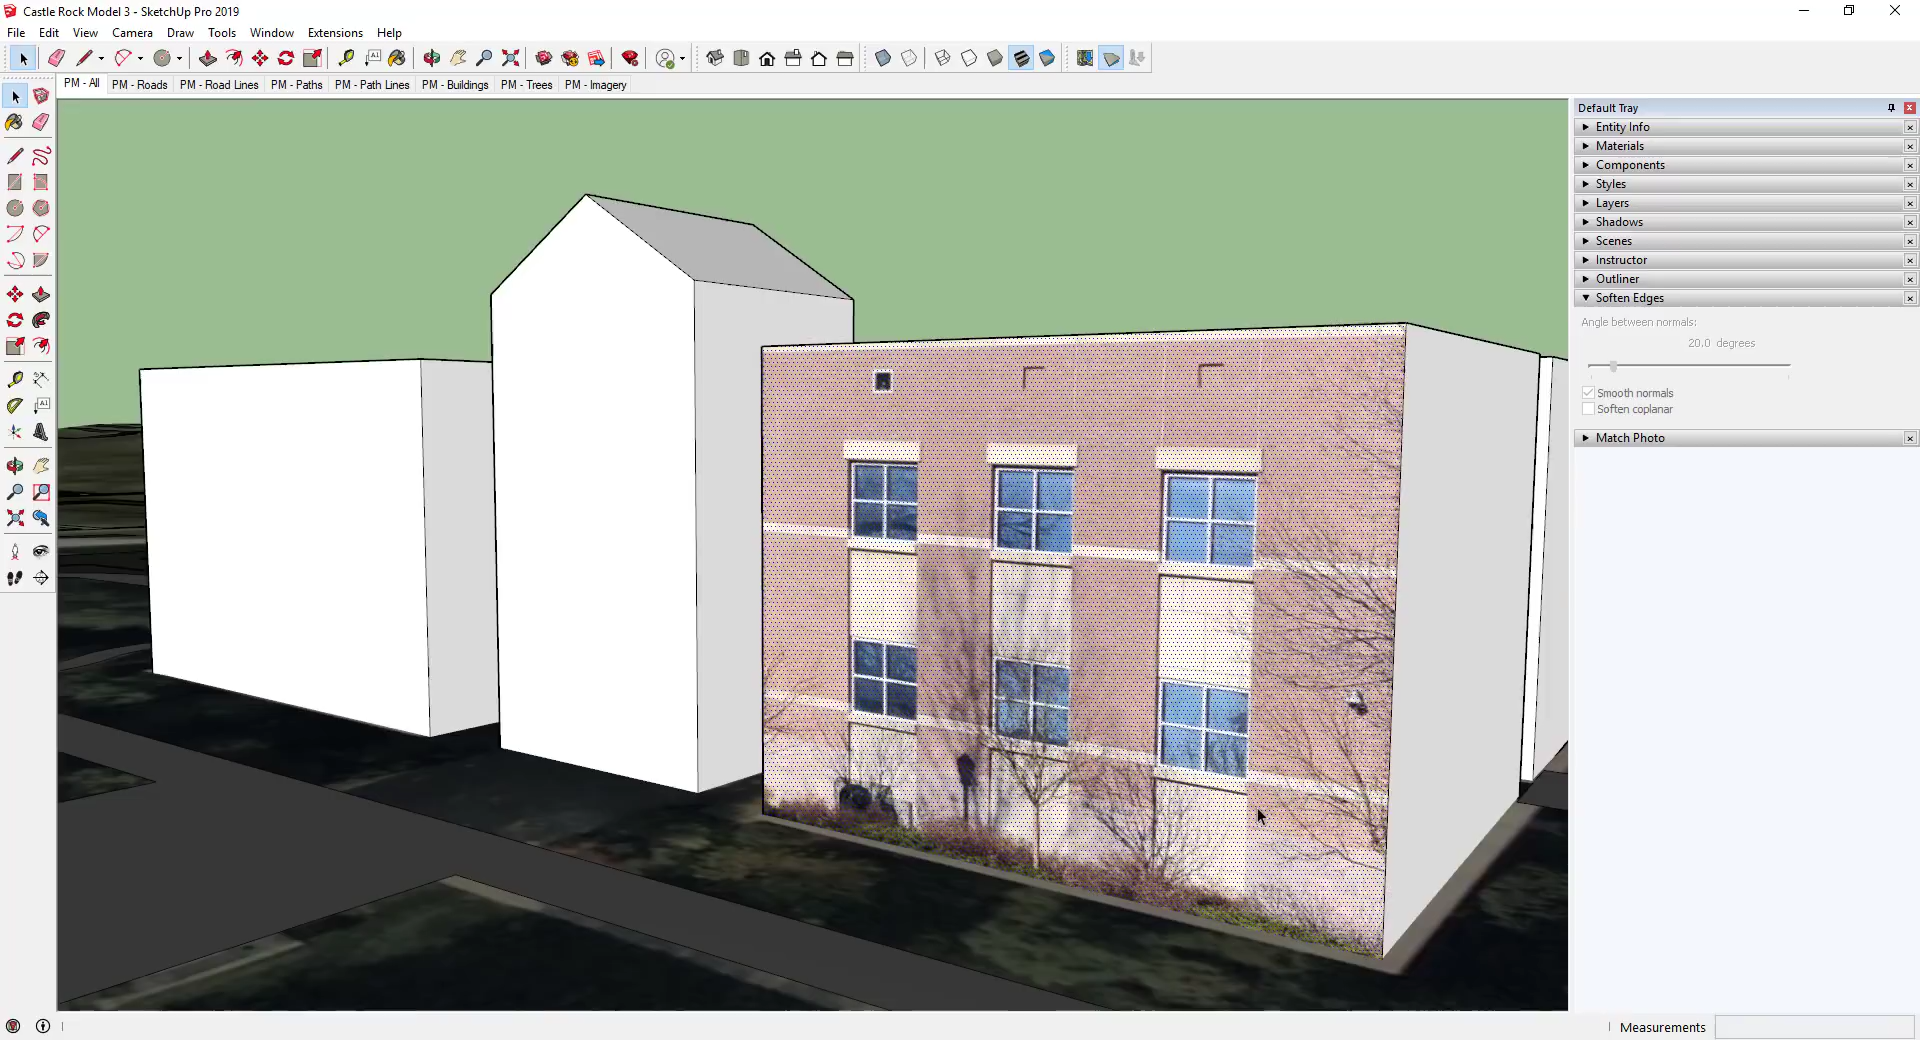 Castle Rock Model 3 - SketchUp Pro 2019
File Edit View Camera Draw Tools Window Extensions Help
PM - All PM - Roads PM - Road Lines PM - Paths PM - Path Lines PM - Buildings PM - Trees PM - Imagery
Default Tray
Entity Info
Materials
Components
Styles
Layers
Shadows
Scenes
Instructor
Outliner
Soften Edges
Angle between normals:
20.0 degrees
Smooth normals
Soften coplanar
Match Photo
Measurements